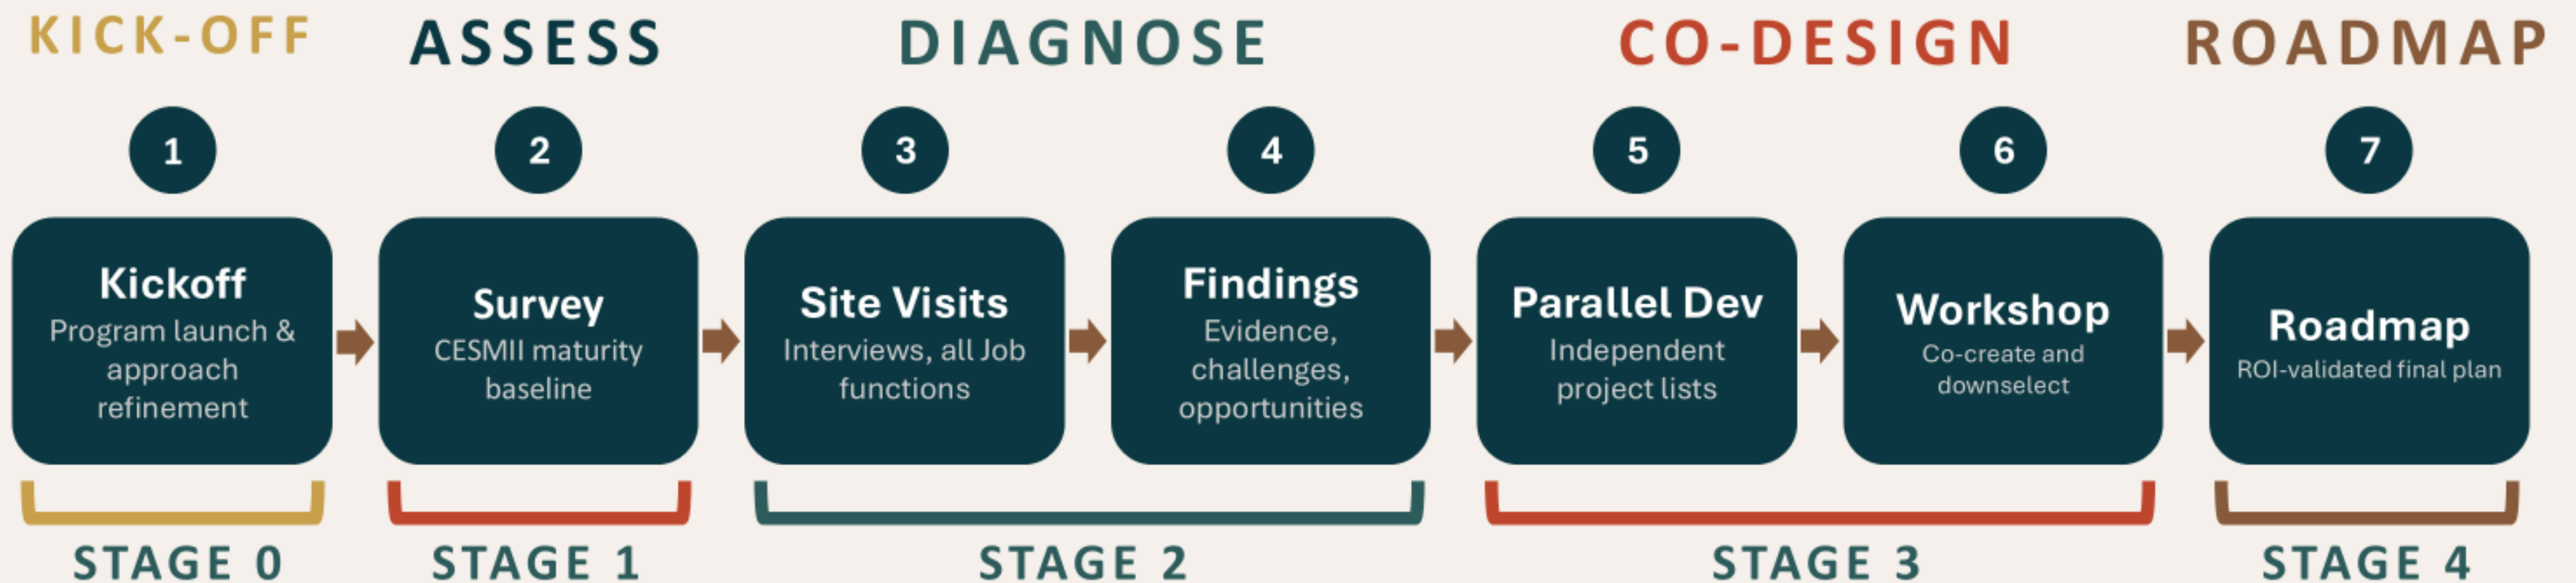 KICK-OFF
ASSESS
DIAGNOSE
CO-DESIGN
ROADMAP
1
2
3
4
5
6
7
Kickoff
Program launch &
approach
refinement
Survey
CESMII maturity
baseline
Site Visits
Interviews, all Job
functions
Findings
Evidence,
challenges,
opportunities
Parallel Dev
Independent
project lists
Workshop
Co-create and
downselect
Roadmap
ROI-validated final plan
STAGE 0
STAGE 1
STAGE 2
STAGE 3
STAGE 4